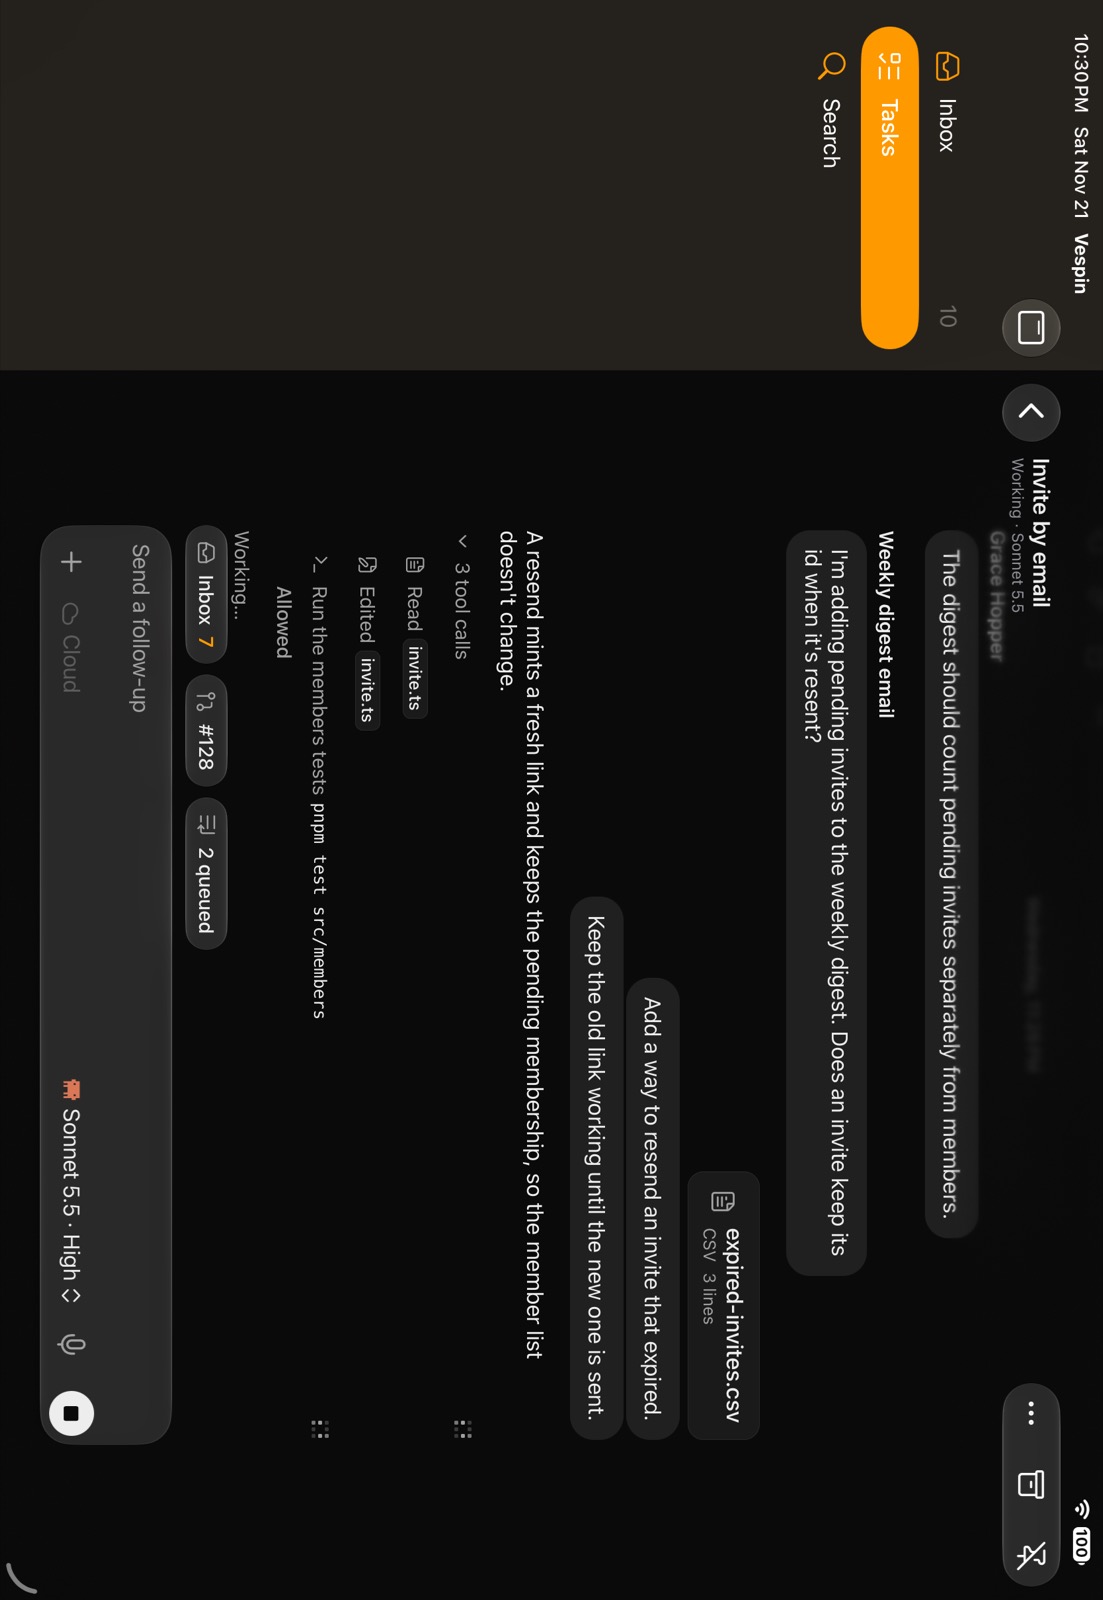 10:30 PM Sat Nov 21 Vespin
100
Inbox 10
Tasks
Search
Invite by email
Working · Sonnet 5.5
Wednesday, 11:29 PM
Grace Hopper
The digest should count pending invites separately from members.
Weekly digest email
I'm adding pending invites to the weekly digest. Does an invite keep its
id when it's resent?
expired-invites.csv
CSV 3 lines
Add a way to resend an invite that expired.
Keep the old link working until the new one is sent.
A resend mints a fresh link and keeps the pending membership, so the member list
doesn't change.
3 tool calls
Read invite.ts
Edited invite.ts
Run the members tests pnpm test src/members
Allowed
Working...
Inbox 7
#128
2 queued
Send a follow-up
Cloud
Sonnet 5.5 · High